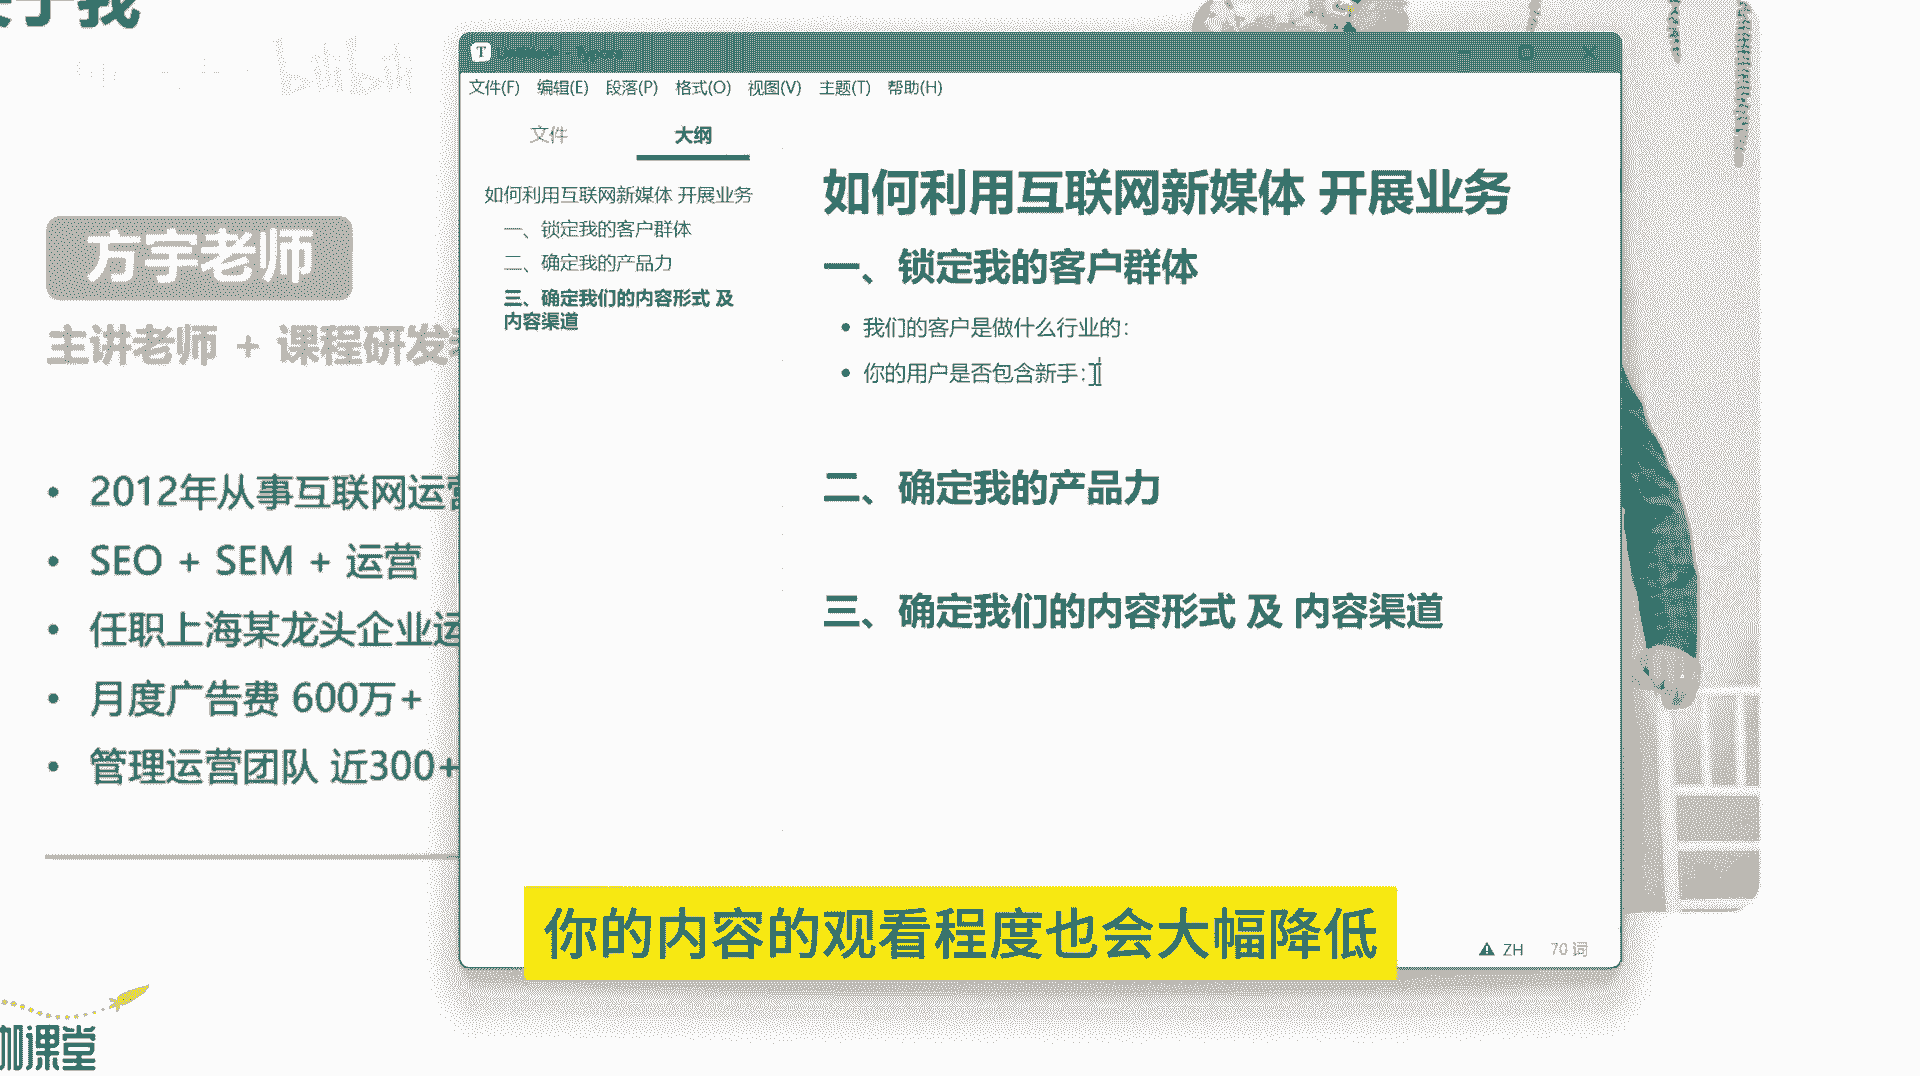 关于我
bilibili
方宇老师
主讲老师 + 课程研发
2012年从事互联网运营
SEO + SEM + 运营
任职上海某龙头企业运
月度广告费 600万+
管理运营团队 近300+
课堂
文件(F) 编辑(E) 段落(P) 格式(O) 视图(V) 主题(T) 帮助(H)
文件 大纲
如何利用互联网新媒体 开展业务
一、锁定我的客户群体
二、确定我的产品力
三、确定我们的内容形式 及
内容渠道
如何利用互联网新媒体 开展业务
一、锁定我的客户群体
我们的客户是做什么行业的：
你的用户是否包含新手：
二、确定我的产品力
三、确定我们的内容形式 及 内容渠道
ZH 70 词
你的内容的观看程度也会大幅降低